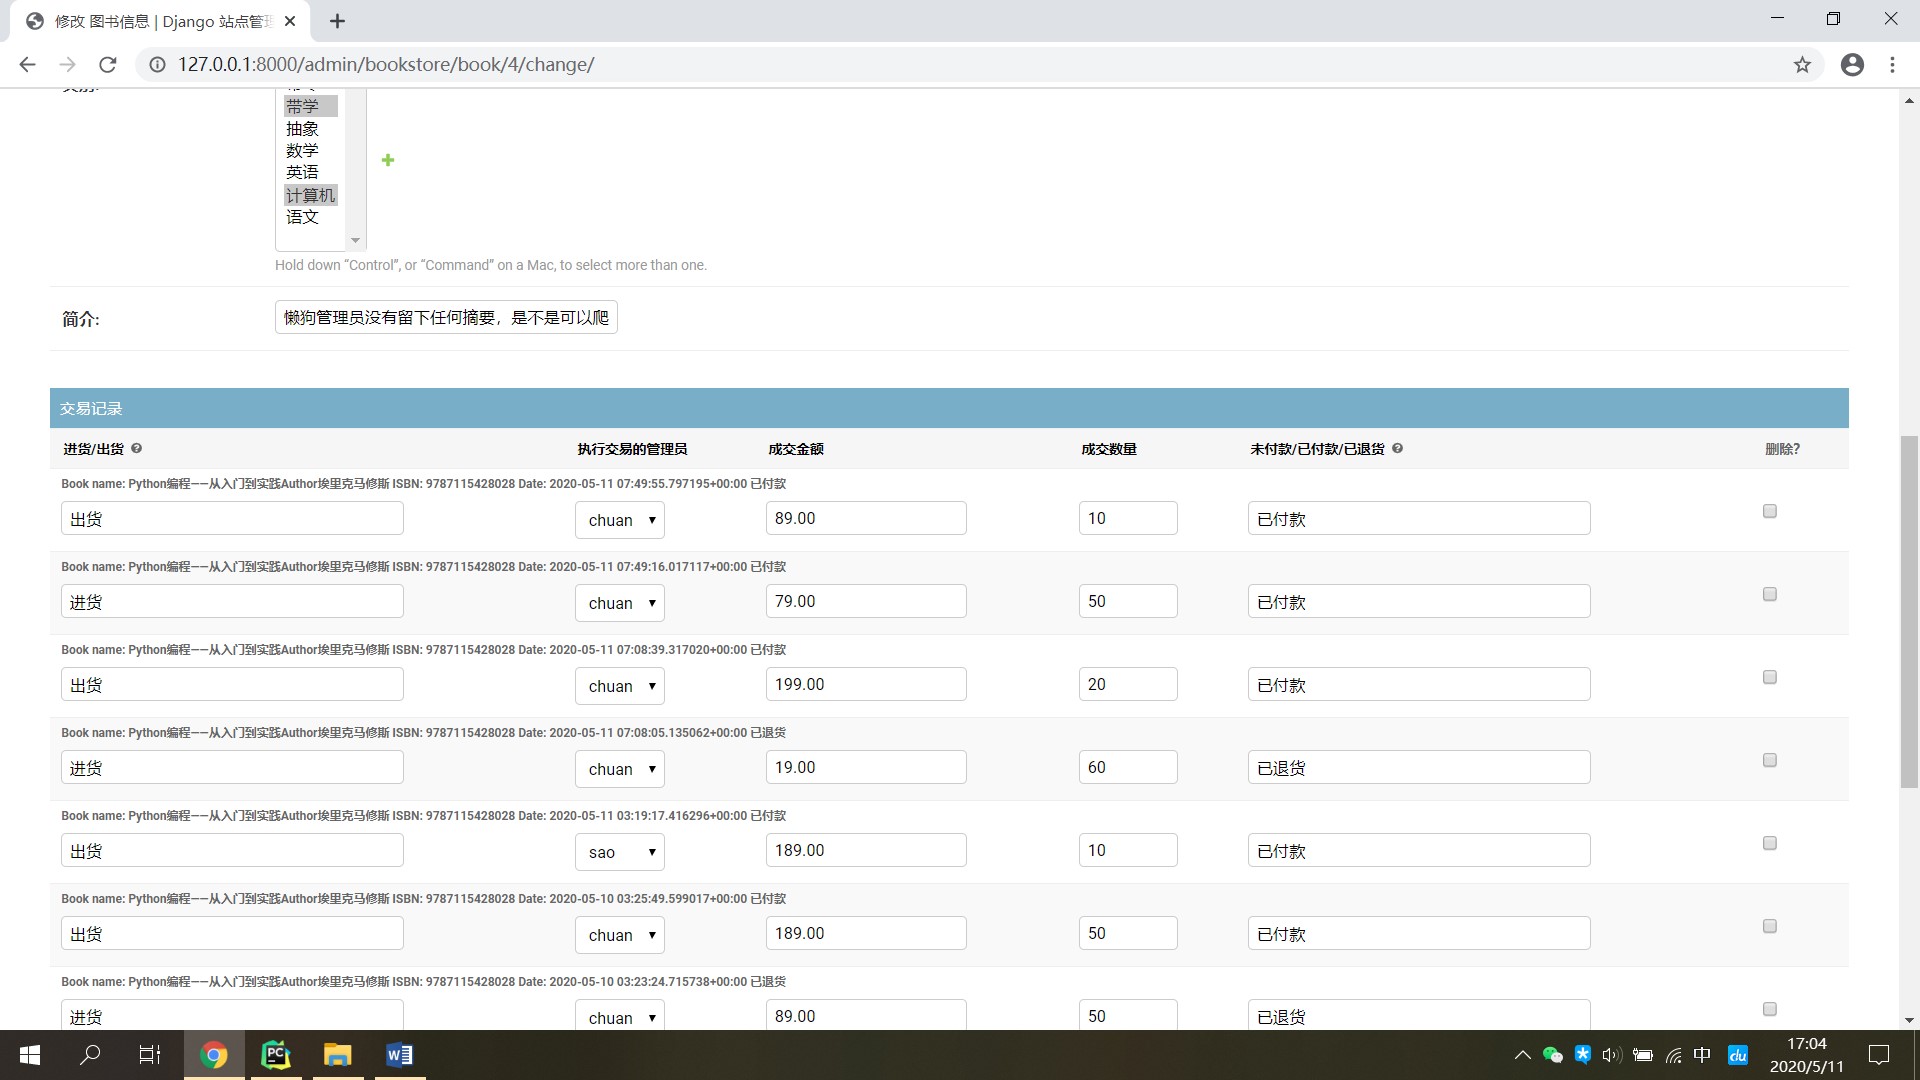 修改 图书信息 | Django 站点管理
127.0.0.1:8000/admin/bookstore/book/4/change/
带学
抽象
数学
英语
计算机
语文
Hold down “Control”, or “Command” on a Mac, to select more than one.
简介: 懒狗管理员没有留下任何摘要，是不是可以爬
交易记录
进货/出货 执行交易的管理员 成交金额 成交数量 未付款/已付款/已退货 删除?
Book name: Python编程——从入门到实践Author埃里克马修斯 ISBN: 9787115428028 Date: 2020-05-11 07:49:55.797195+00:00 已付款
出货 chuan 89.00 10 已付款
Book name: Python编程——从入门到实践Author埃里克马修斯 ISBN: 9787115428028 Date: 2020-05-11 07:49:16.017117+00:00 已付款
进货 chuan 79.00 50 已付款
Book name: Python编程——从入门到实践Author埃里克马修斯 ISBN: 9787115428028 Date: 2020-05-11 07:08:39.317020+00:00 已付款
出货 chuan 199.00 20 已付款
Book name: Python编程——从入门到实践Author埃里克马修斯 ISBN: 9787115428028 Date: 2020-05-11 07:08:05.135062+00:00 已退货
进货 chuan 19.00 60 已退货
Book name: Python编程——从入门到实践Author埃里克马修斯 ISBN: 9787115428028 Date: 2020-05-11 03:19:17.416296+00:00 已付款
出货 sao 189.00 10 已付款
Book name: Python编程——从入门到实践Author埃里克马修斯 ISBN: 9787115428028 Date: 2020-05-10 03:25:49.599017+00:00 已付款
出货 chuan 189.00 50 已付款
Book name: Python编程——从入门到实践Author埃里克马修斯 ISBN: 9787115428028 Date: 2020-05-10 03:23:24.715738+00:00 已退货
进货 chuan 89.00 50 已退货
PC W 中 du 17:04
2020/5/11